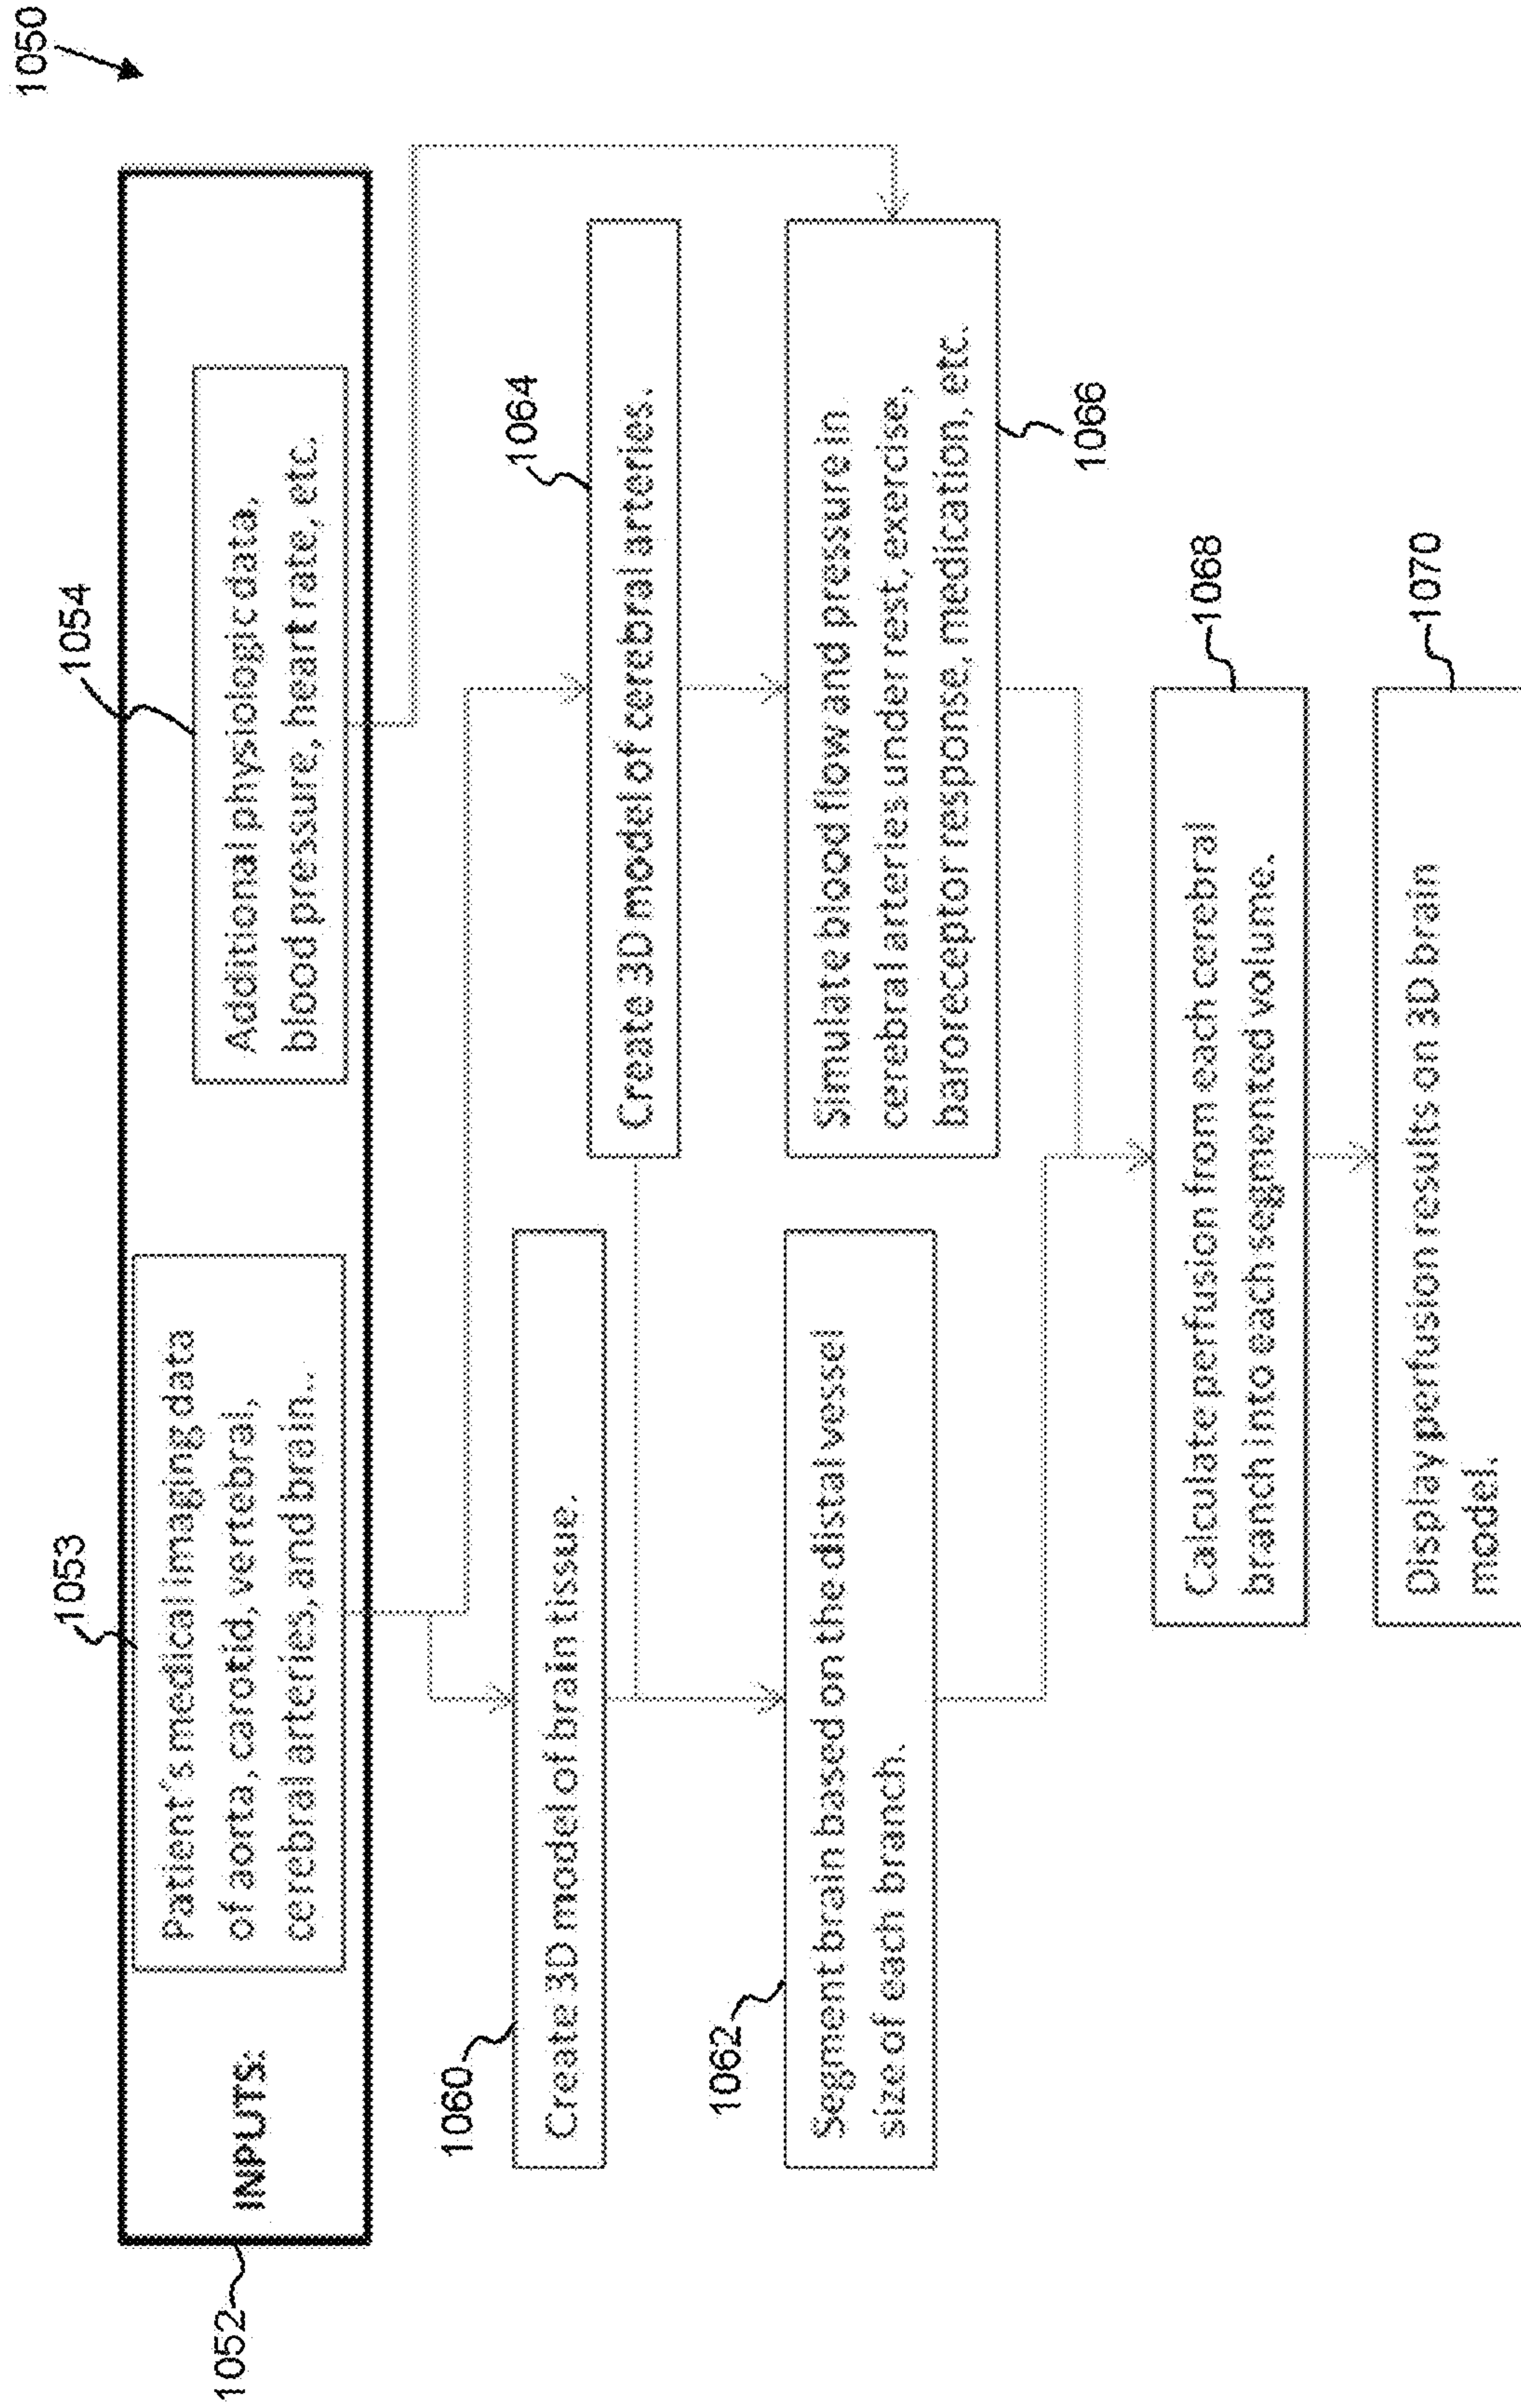 1050
1052
INPUTS:
1053
Patient's medical imaging data
of aorta, carotid, vertebral,
cerebral arteries, and brain..
1054
Additional physiologic data,
blood pressure, heart rate, etc.
1060
Create 3D model of brain tissue.
1064
Create 3D model of cerebral arteries.
1062
Segment brain based on the distal vessel
size of each branch.
Simulate blood flow and pressure in
cerebral arteries under rest, exercise,
baroreceptor response, medication, etc.
1066
1068
Calculate perfusion from each cerebral
branch into each segmented volume.
1070
Display perfusion results on 3D brain
model.